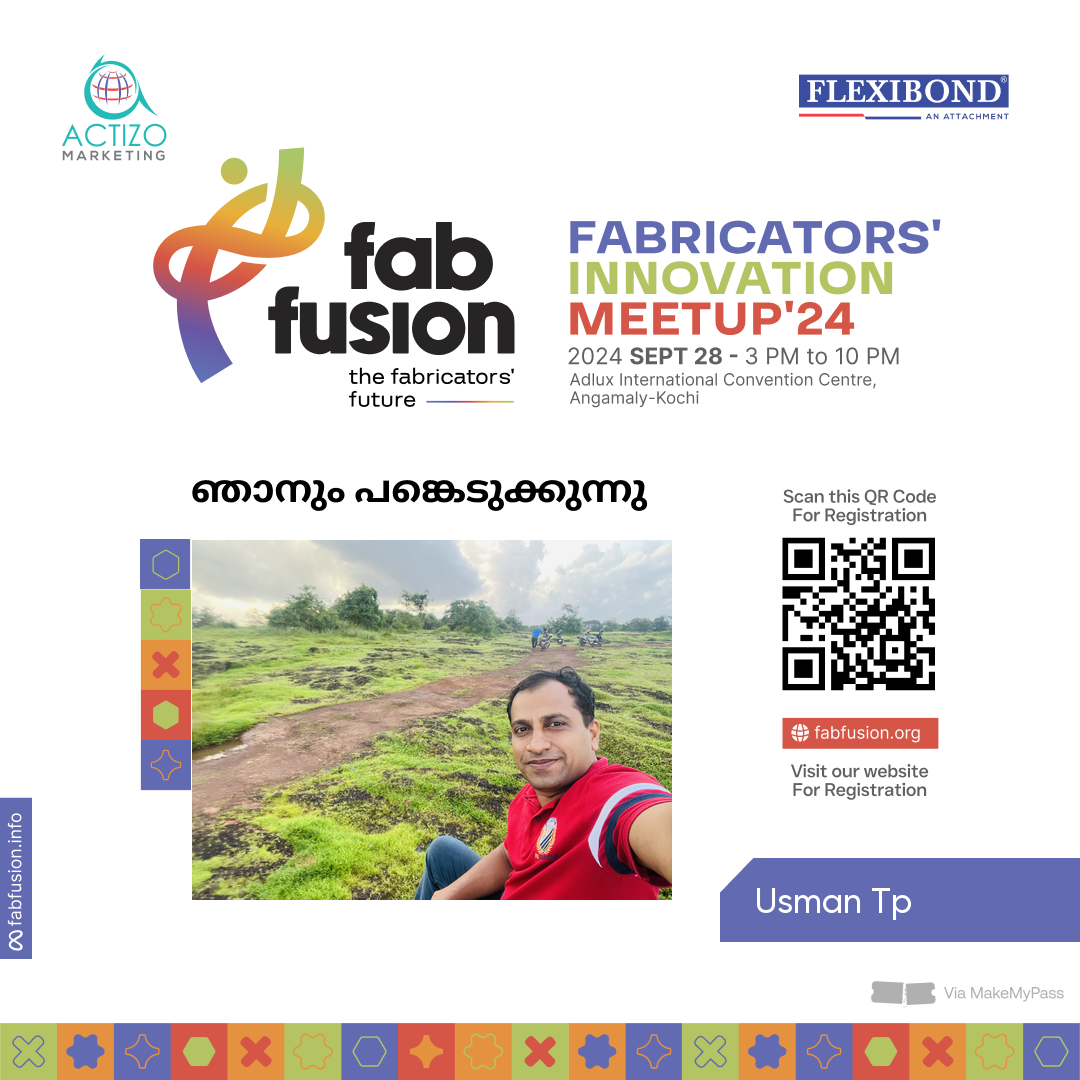 ACTIZO
MARKETING
FLEXIBOND®
AN ATTACHMENT
fab
fusion
the fabricators'
future
FABRICATORS'
INNOVATION
MEETUP'24
2024 SEPT 28 - 3 PM to 10 PM
Adlux International Convention Centre,
Angamaly-Kochi
ഞാനും പങ്കെടുക്കുന്നു
Scan this QR Code
For Registration
fabfusion.org
Visit our website
For Registration
fabfusion.info
Usman Tp
Via MakeMyPass